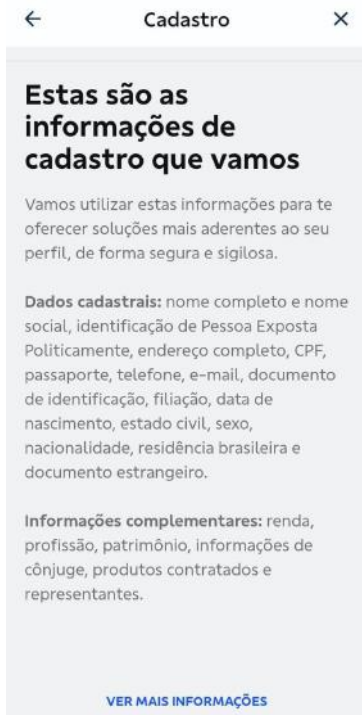 Cadastro
Estas são as
informações de
cadastro que vamos
Vamos utilizar estas informações para te
oferecer soluções mais aderentes ao seu
perfil, de forma segura e sigilosa.
Dados cadastrais: nome completo e nome
social, identificação de Pessoa Exposta
Politicamente, endereço completo, CPF,
passaporte, telefone, e-mail, documento
de identificação, filiação, data de
nascimento, estado civil, sexo,
nacionalidade, residência brasileira e
documento estrangeiro.
Informações complementares: renda,
profissão, patrimônio, informações de
cônjuge, produtos contratados e
representantes.
VER MAIS INFORMAÇÕES